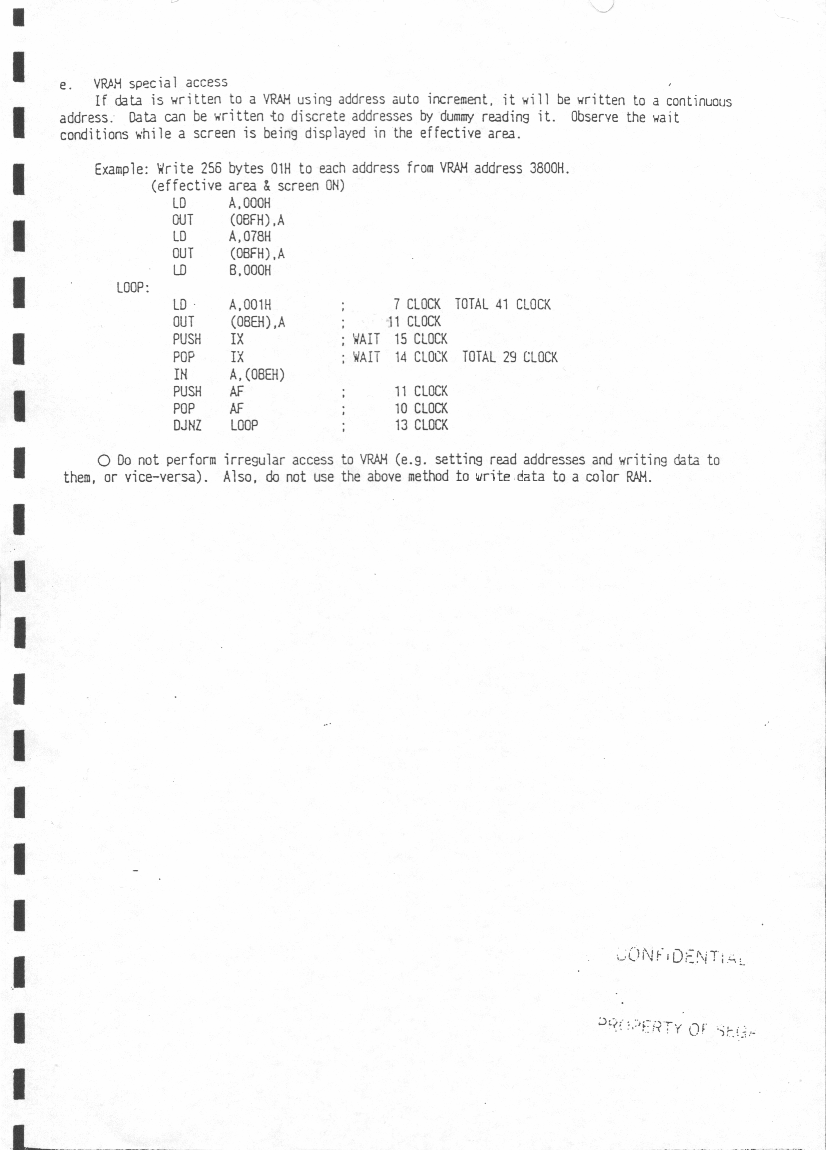 e. VRAM special access
If data is written to a VRAM using address auto increment, it will be written to a continuous
address. Data can be written to discrete addresses by dummy reading it. Observe the wait
conditions while a screen is being displayed in the effective area.
Example: Write 256 bytes 01H to each address from VRAM address 3800H.
(effective area & screen ON)
LD A,000H
OUT (0BFH),A
LD A,078H
OUT (0BFH),A
LD B,000H
LOOP:
LD A,001H ; 7 CLOCK TOTAL 41 CLOCK
OUT (0BEH),A ; 11 CLOCK
PUSH IX ; WAIT 15 CLOCK
POP IX ; WAIT 14 CLOCK TOTAL 29 CLOCK
IN A,(0BEH)
PUSH AF ; 11 CLOCK
POP AF ; 10 CLOCK
DJNZ LOOP ; 13 CLOCK
○ Do not perform irregular access to VRAM (e.g. setting read addresses and writing data to
them, or vice-versa). Also, do not use the above method to write data to a color RAM.
CONFIDENTIAL
PROPERTY OF SEGA